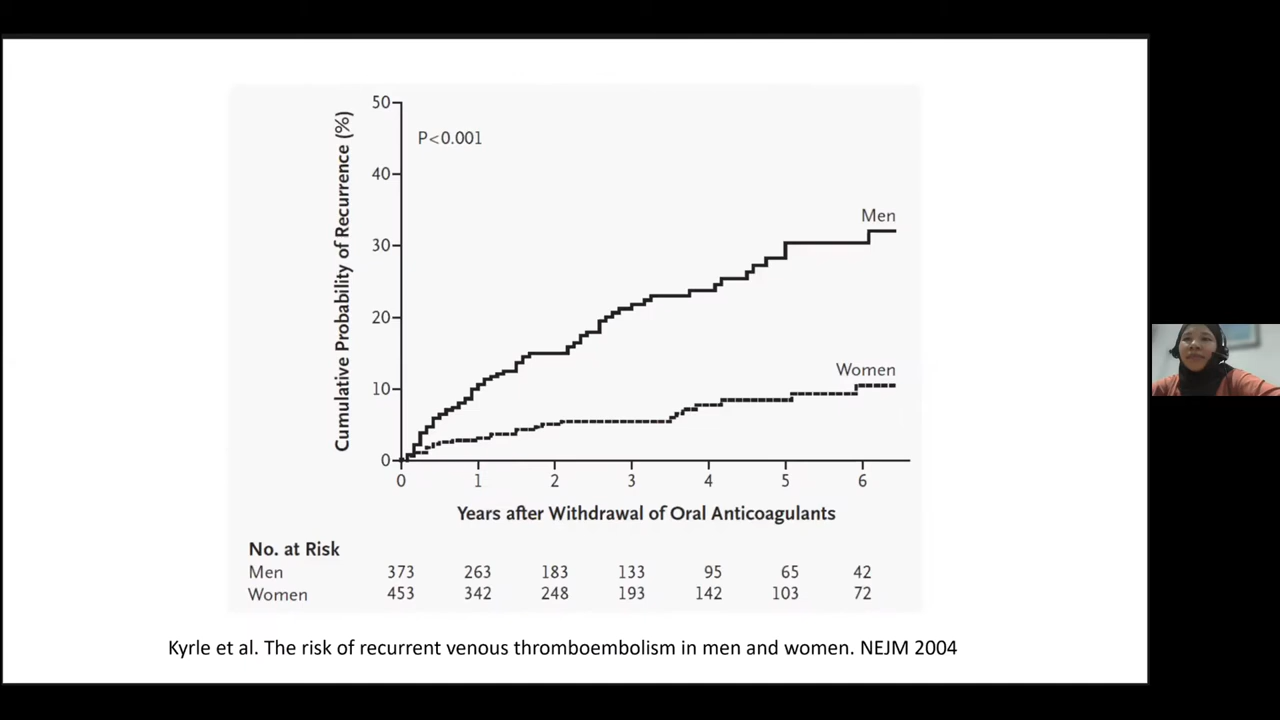 50
P<0.001
40
Men
30
20
Women
10
0
Cumulative Probability of Recurrence (%)
0 1 2 3 4 5 6
Years after Withdrawal of Oral Anticoagulants
No. at Risk
Men 373 263 183 133 95 65 42
Women 453 342 248 193 142 103 72
Kyrle et al. The risk of recurrent venous thromboembolism in men and women. NEJM 2004